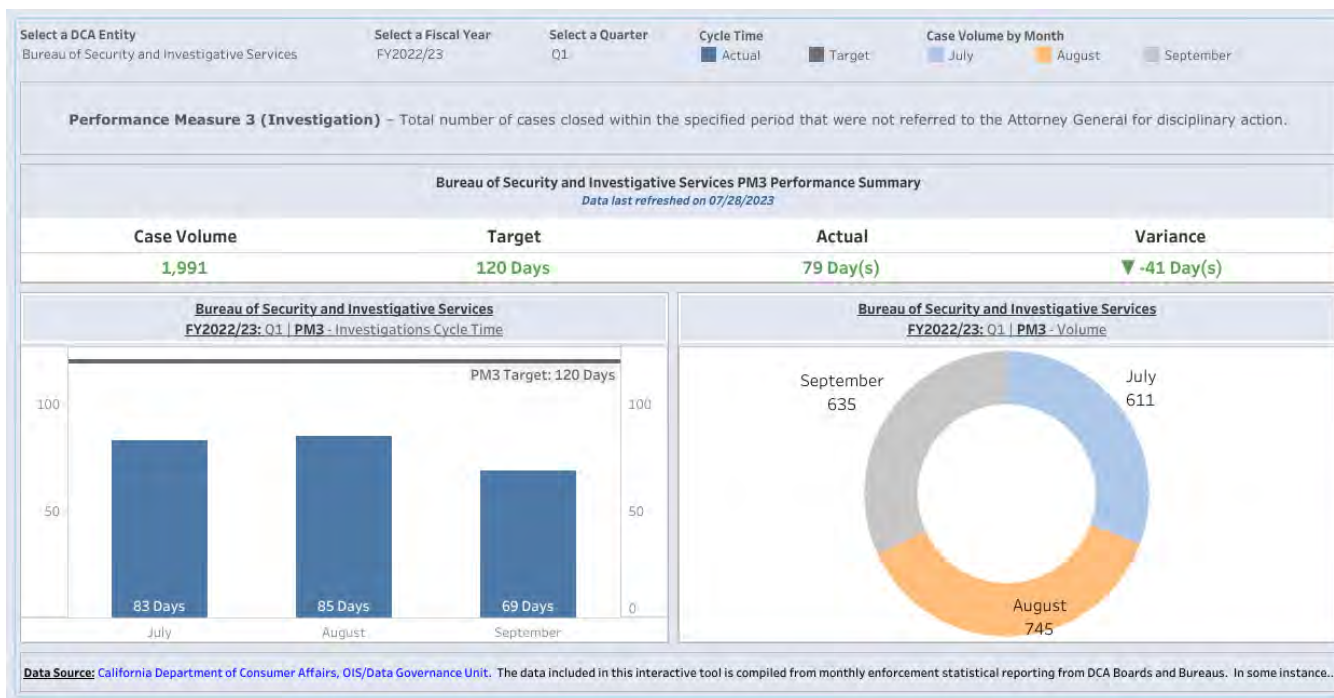 Select a DCA Entity
Select a Fiscal Year
Select a Quarter
Cycle Time
Case Volume by Month
Bureau of Security and Investigative Services
FY2022/23
Q1
Actual
Target
July
August
September
Performance Measure 3 (Investigation) – Total number of cases closed within the specified period that were not referred to the Attorney General for disciplinary action.
Bureau of Security and Investigative Services PM3 Performance Summary
Data last refreshed on 07/28/2023
Case Volume
Target
Actual
Variance
1,991
120 Days
79 Day(s)
▼ -41 Day(s)
Bureau of Security and Investigative Services
FY2022/23: Q1 | PM3 - Investigations Cycle Time
PM3 Target: 120 Days
100
100
50
50
0
83 Days
85 Days
69 Days
July
August
September
Bureau of Security and Investigative Services
FY2022/23: Q1 | PM3 - Volume
September
635
July
611
August
745
Data Source: California Department of Consumer Affairs, OIS/Data Governance Unit. The data included in this interactive tool is compiled from monthly enforcement statistical reporting from DCA Boards and Bureaus. In some instance...